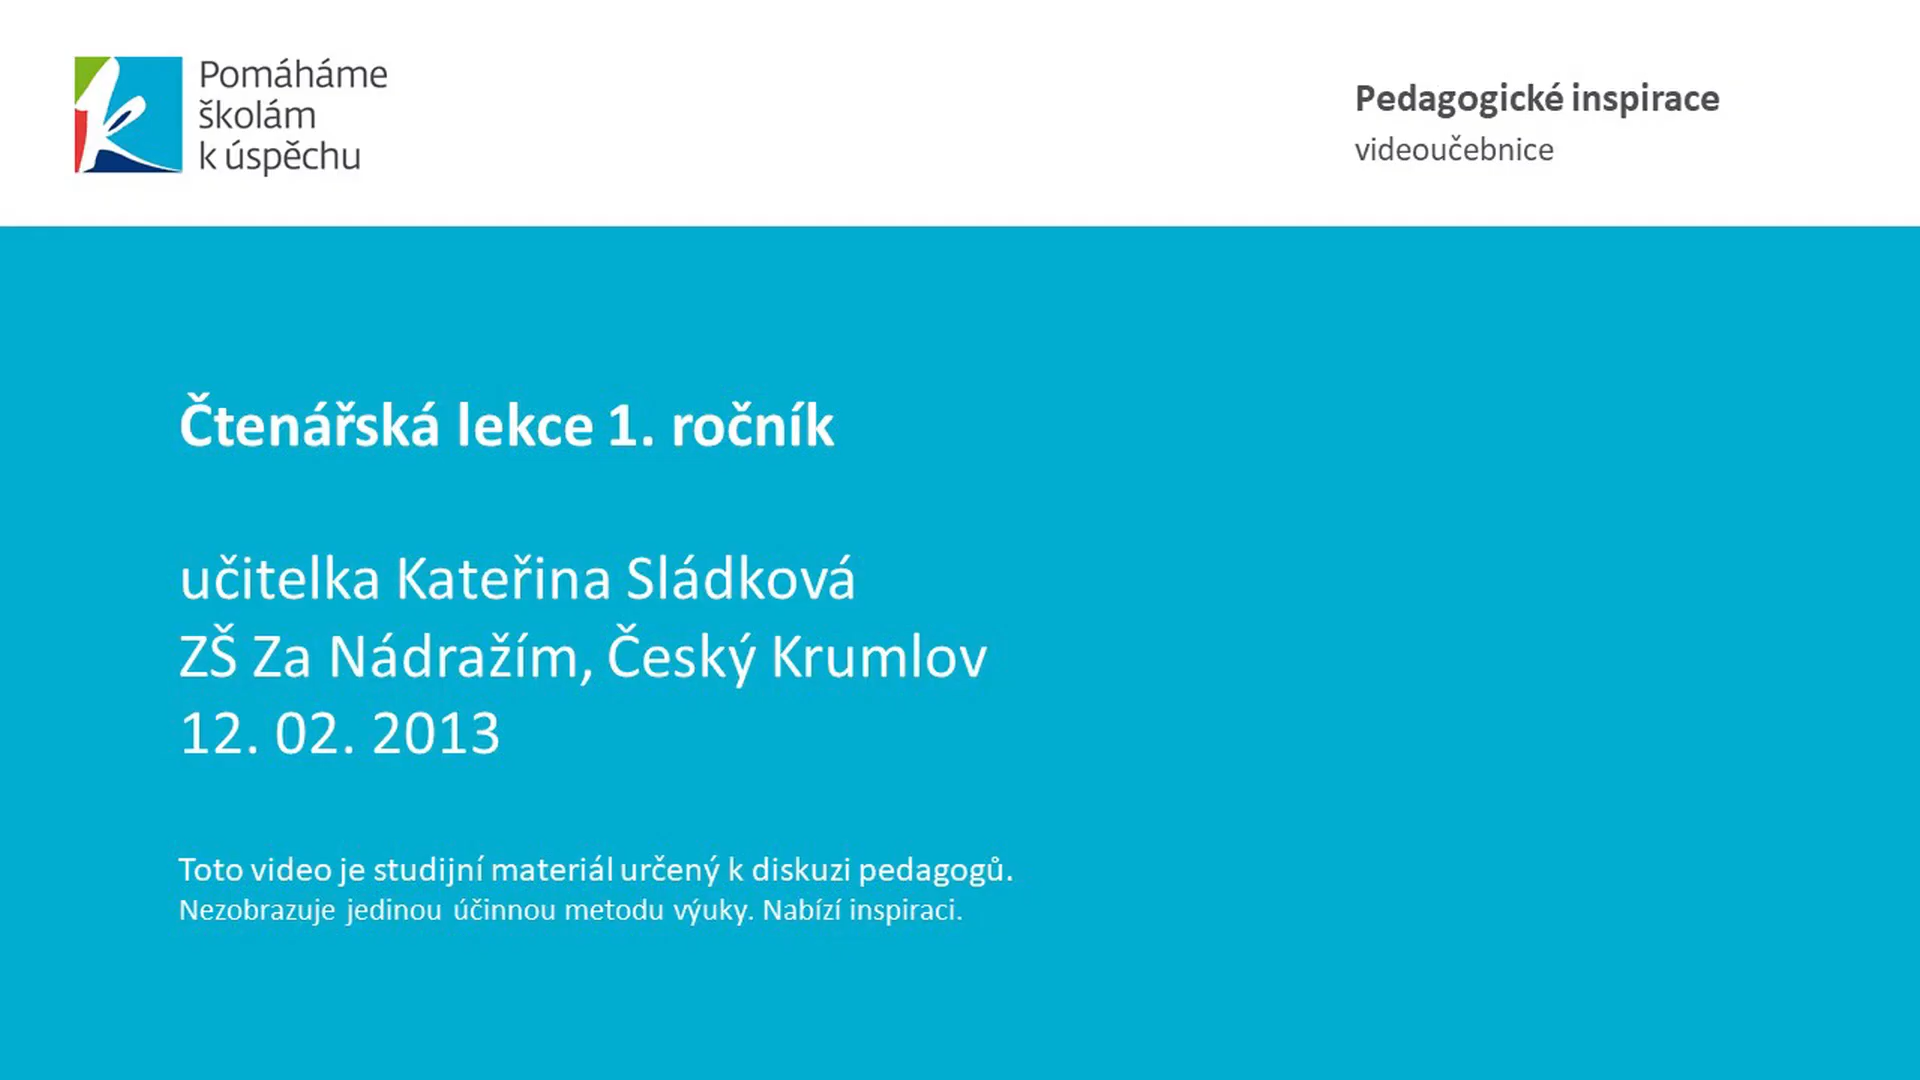 Pomáháme
školám
k úspěchu
Pedagogické inspirace
videoučebnice
Čtenářská lekce 1. ročník
učitelka Kateřina Sládková
ZŠ Za Nádražím, Český Krumlov
12. 02. 2013
Toto video je studijní materiál určený k diskuzi pedagogů.
Nezobrazuje jedinou účinnou metodu výuky. Nabízí inspiraci.